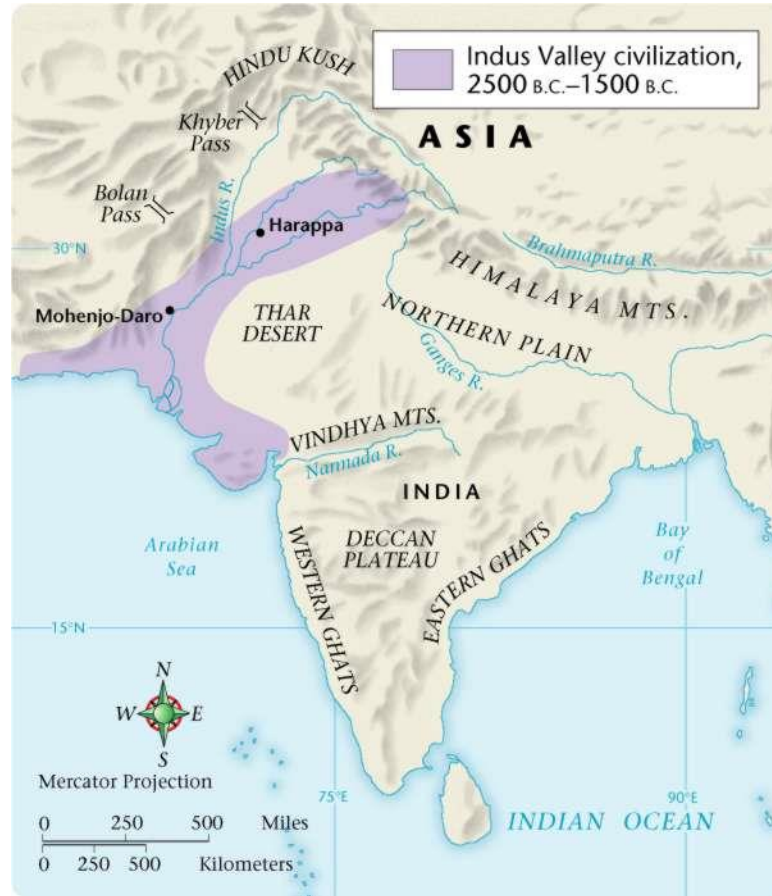 Indus Valley civilization,
2500 B.C.–1500 B.C.
HINDU KUSH
Khyber
Pass
ASIA
Bolan
Pass
Indus R.
Harappa
30°N
Brahmaputra R.
HIMALAYA MTS.
Mohenjo-Daro
THAR
DESERT
NORTHERN PLAIN
Ganges R.
VINDHYA MTS.
Nannada R.
INDIA
Arabian
Sea
DECCAN
PLATEAU
WESTERN GHATS
EASTERN GHATS
Bay
of
Bengal
15°N
N
W
E
S
Mercator Projection
75°E
90°E
0 250 500 Miles
0 250 500 Kilometers
INDIAN OCEAN